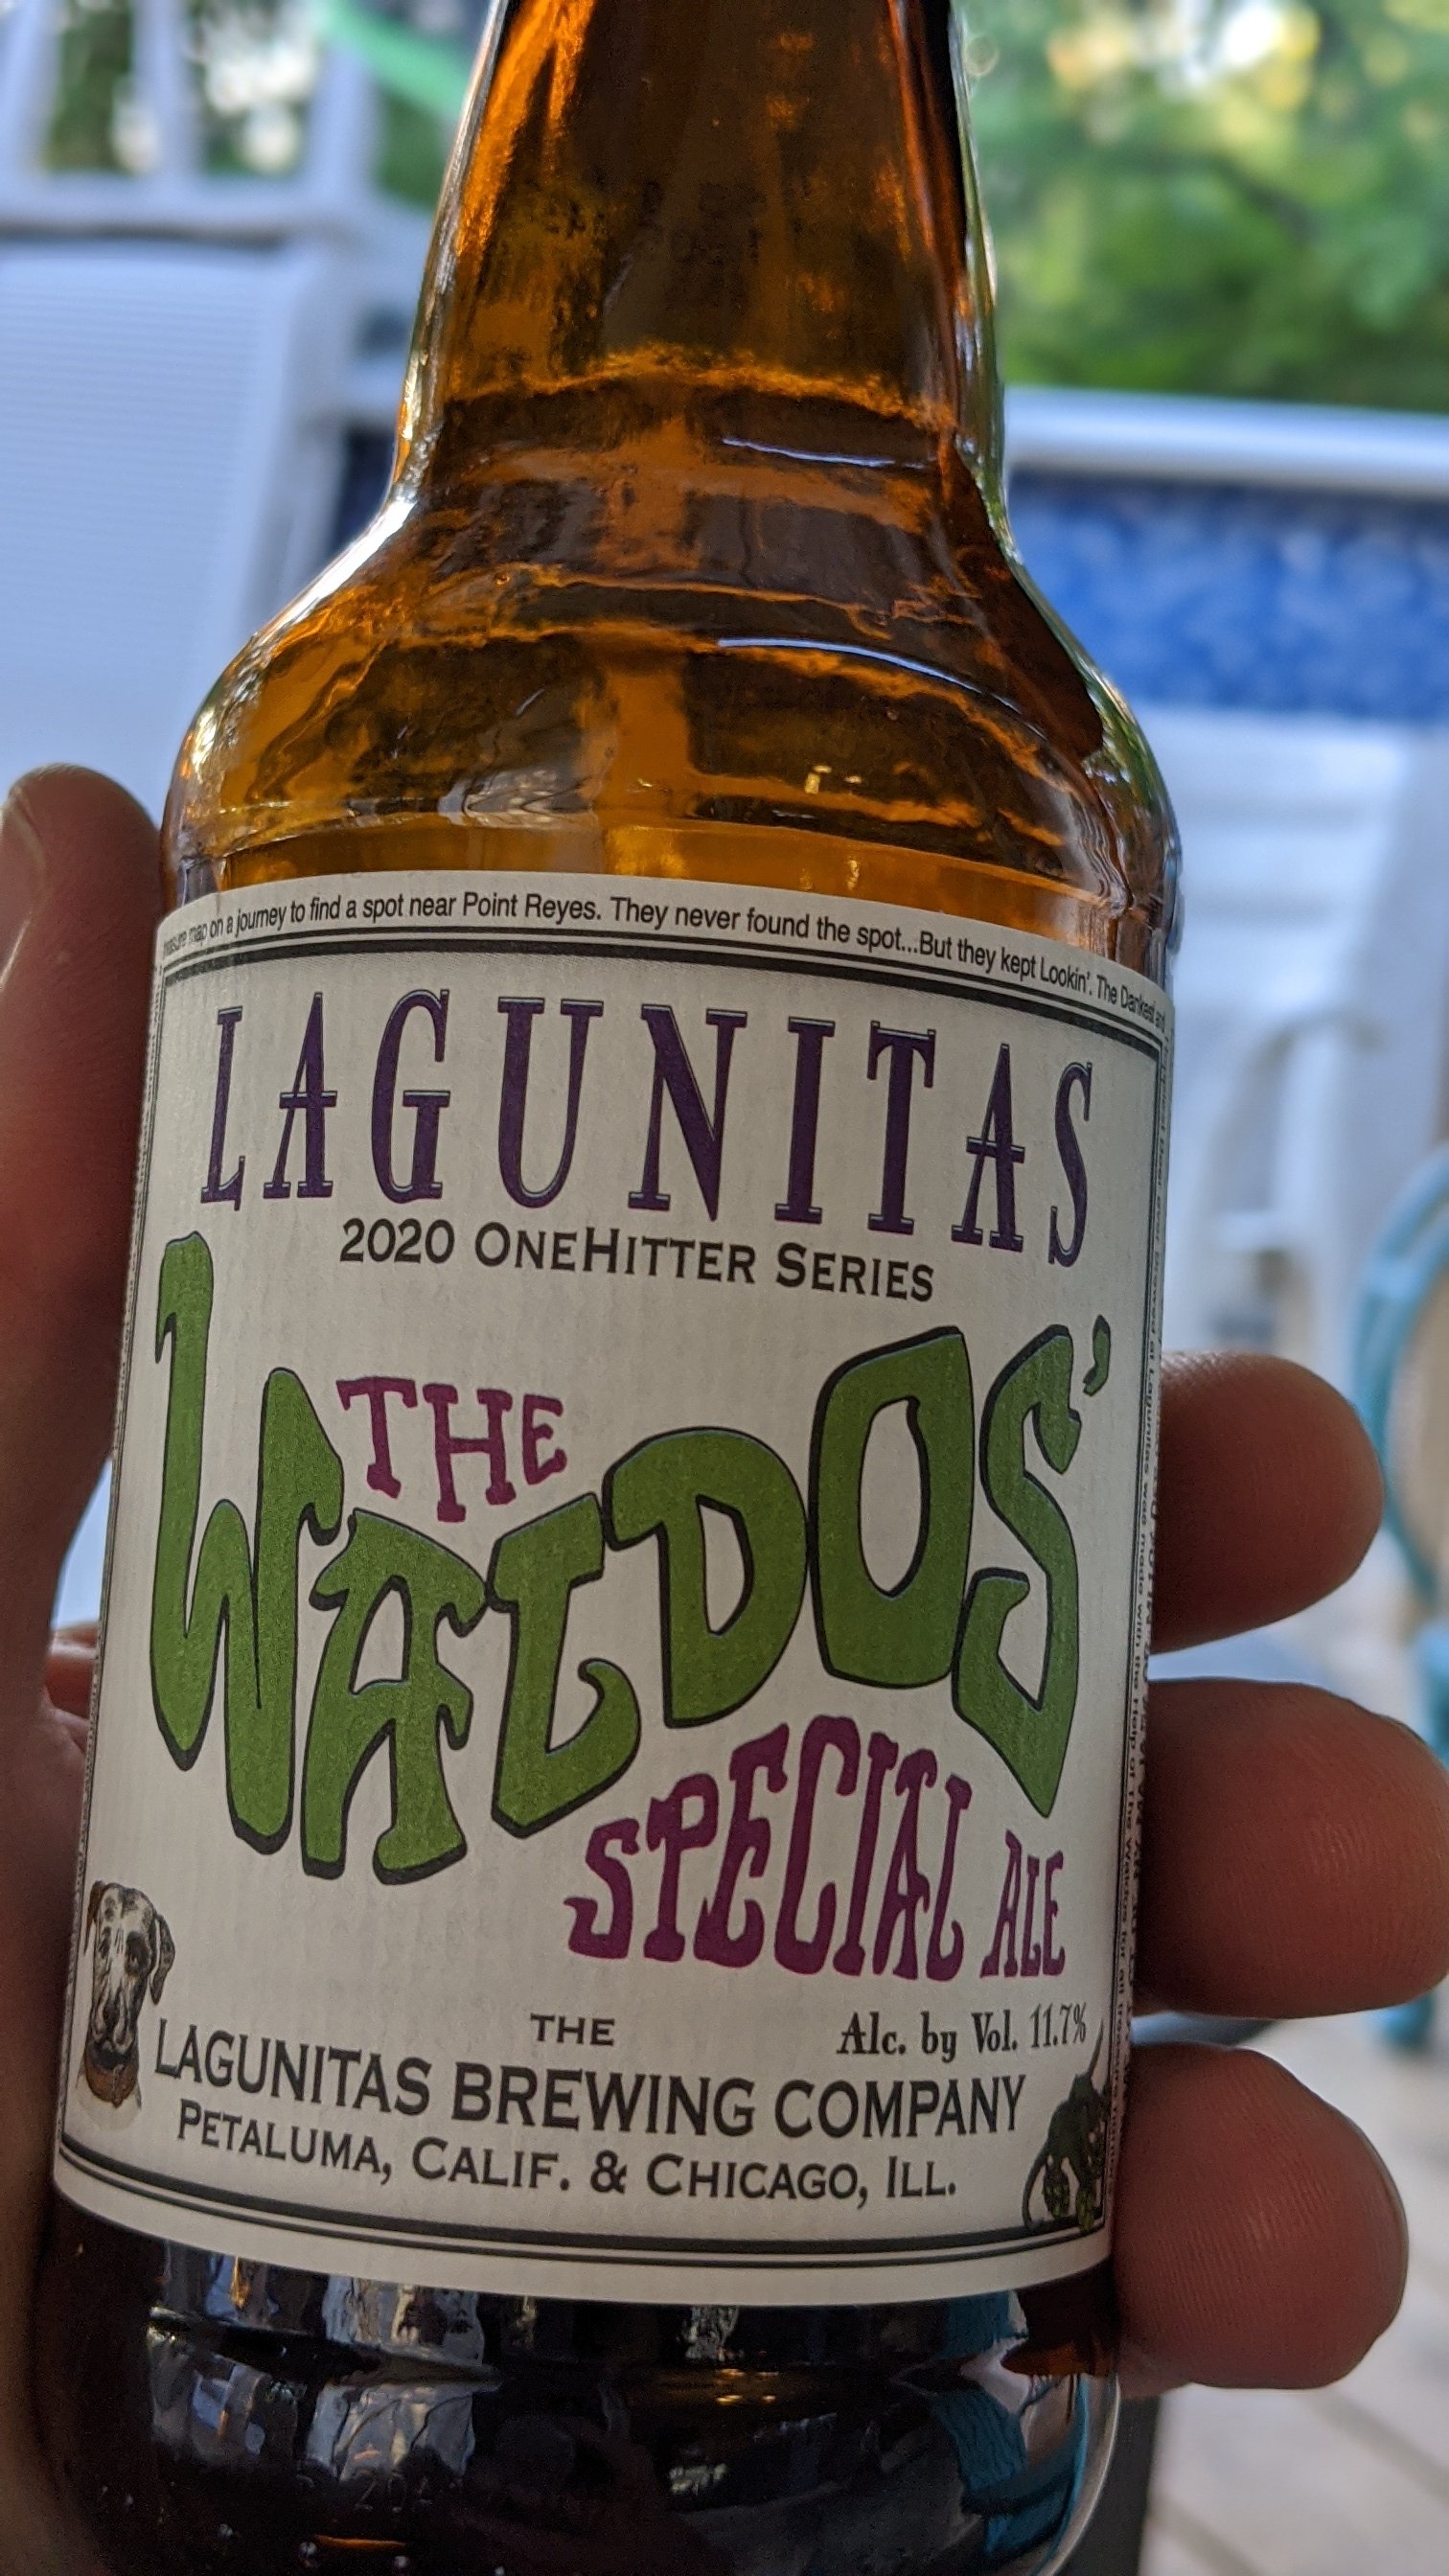 map on a journey to find a spot near Point Reyes. They never found the spot...But they kept Lookin'. The Dankest and
LAGUNITAS
2020 ONEHITTER SERIES
THE
WALDOS'
SPECIAL ALE
Alc. by Vol. 11.7%
THE
LAGUNITAS BREWING COMPANY
PETALUMA, CALIF. & CHICAGO, ILL.